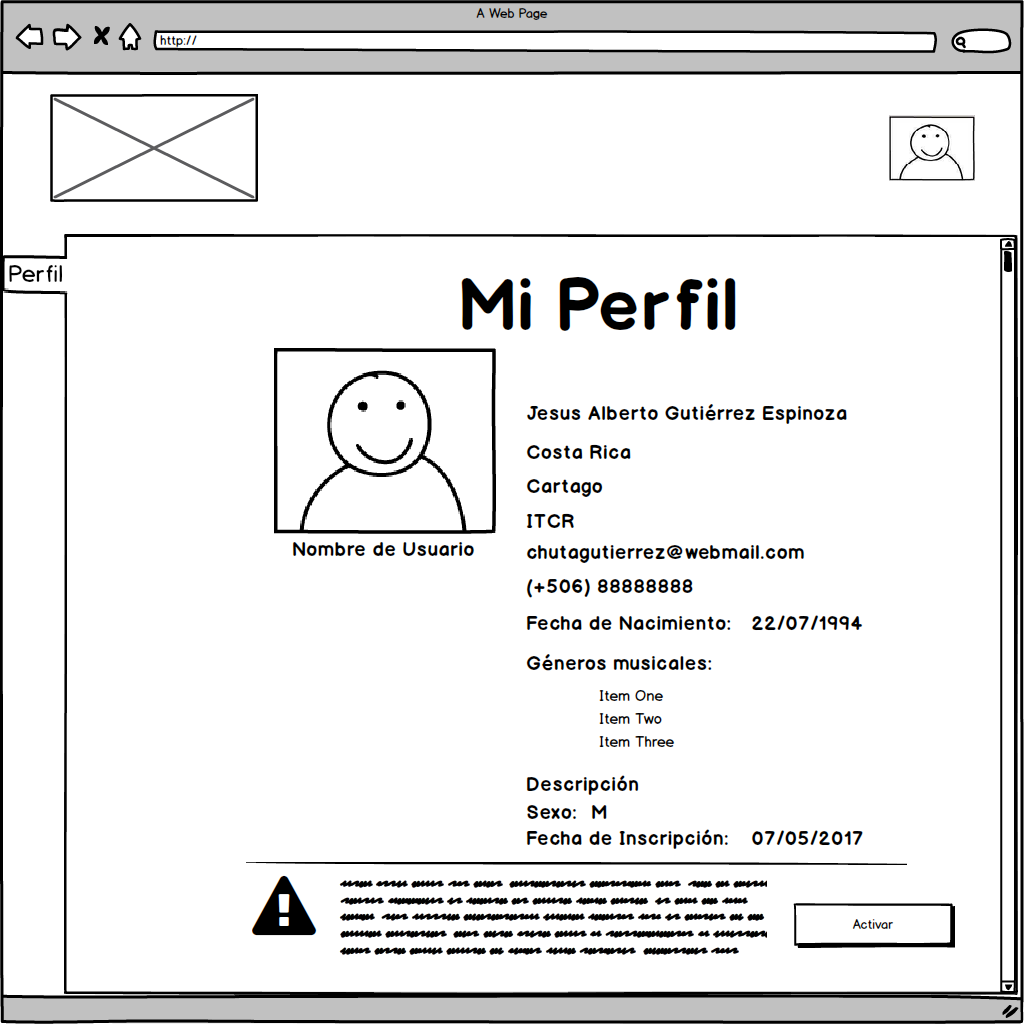 A Web Page
http://
Perfil
Mi Perfil
Jesus Alberto Gutiérrez Espinoza
Costa Rica
Cartago
ITCR
chutagutierrez@webmail.com
(+506) 88888888
Nombre de Usuario
Fecha de Nacimiento: 22/07/1994
Géneros musicales:
Item One
Item Two
Item Three
Descripción
Sexo: M
Fecha de Inscripción: 07/05/2017
Activar